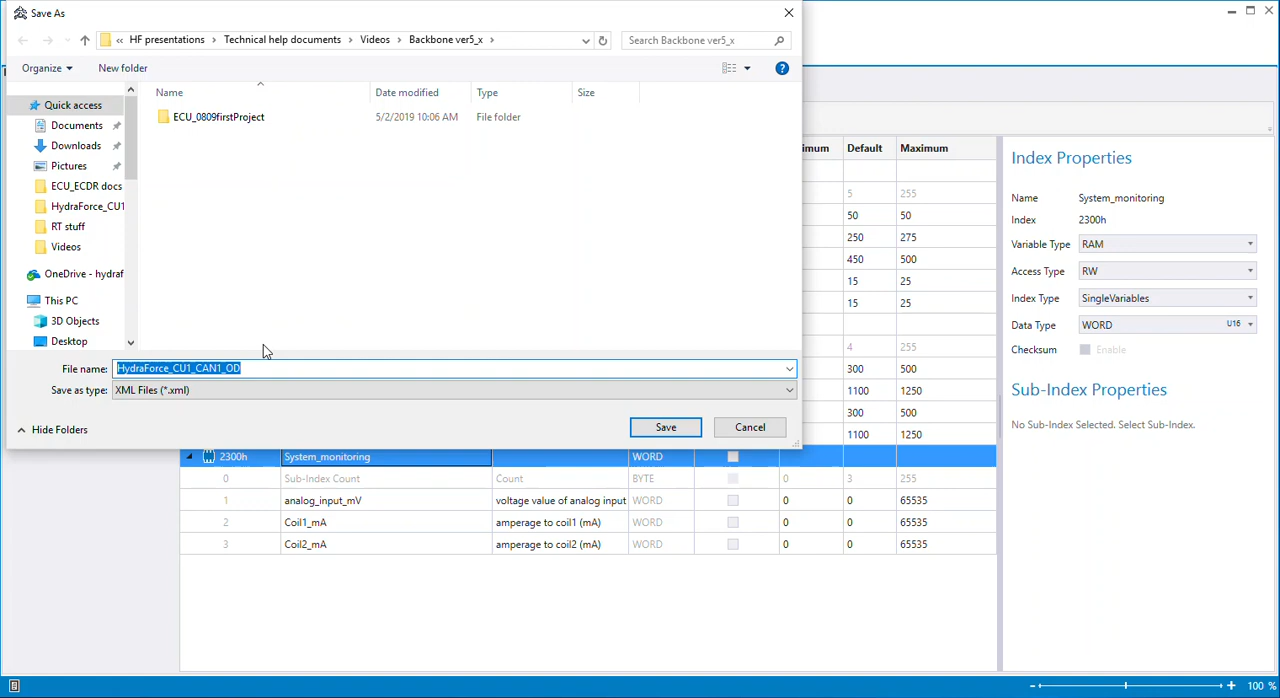 Save As
« HF presentations > Technical help documents > Videos > Backbone ver5_x >
Search Backbone ver5_x
Organize
New folder
?
Name
Date modified
Type
Size
ECU_0809firstProject
5/2/2019 10:06 AM
File folder
Quick access
Documents
Downloads
Pictures
ECU_ECDR docs
HydraForce_CU1
RT stuff
Videos
OneDrive - hydraf
This PC
3D Objects
Desktop
File name: HydraForce_CU1_CAN1_OD
Save as type: XML Files (*.xml)
Hide Folders
Save
Cancel
imum Default Maximum
5 255
50 50
250 275
450 500
15 25
15 25
4 255
300 500
1100 1250
300 500
1100 1250
2300h System_monitoring WORD
0 Sub-Index Count Count BYTE 0 3 255
1 analog_input_mV voltage value of analog input WORD 0 0 65535
2 Coil1_mA amperage to coil1 (mA) WORD 0 0 65535
3 Coil2_mA amperage to coil2 (mA) WORD 0 0 65535
Index Properties
Name System_monitoring
Index 2300h
Variable Type RAM
Access Type RW
Index Type SingleVariables
Data Type WORD U16
Checksum Enable
Sub-Index Properties
No Sub-Index Selected. Select Sub-Index.
100 %